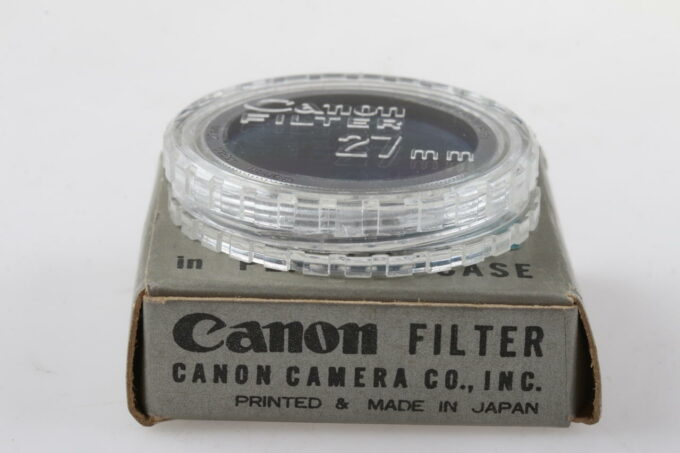 Canon
FILTER
27mm
in CASE
Canon FILTER
CANON CAMERA CO., INC.
PRINTED & MADE IN JAPAN